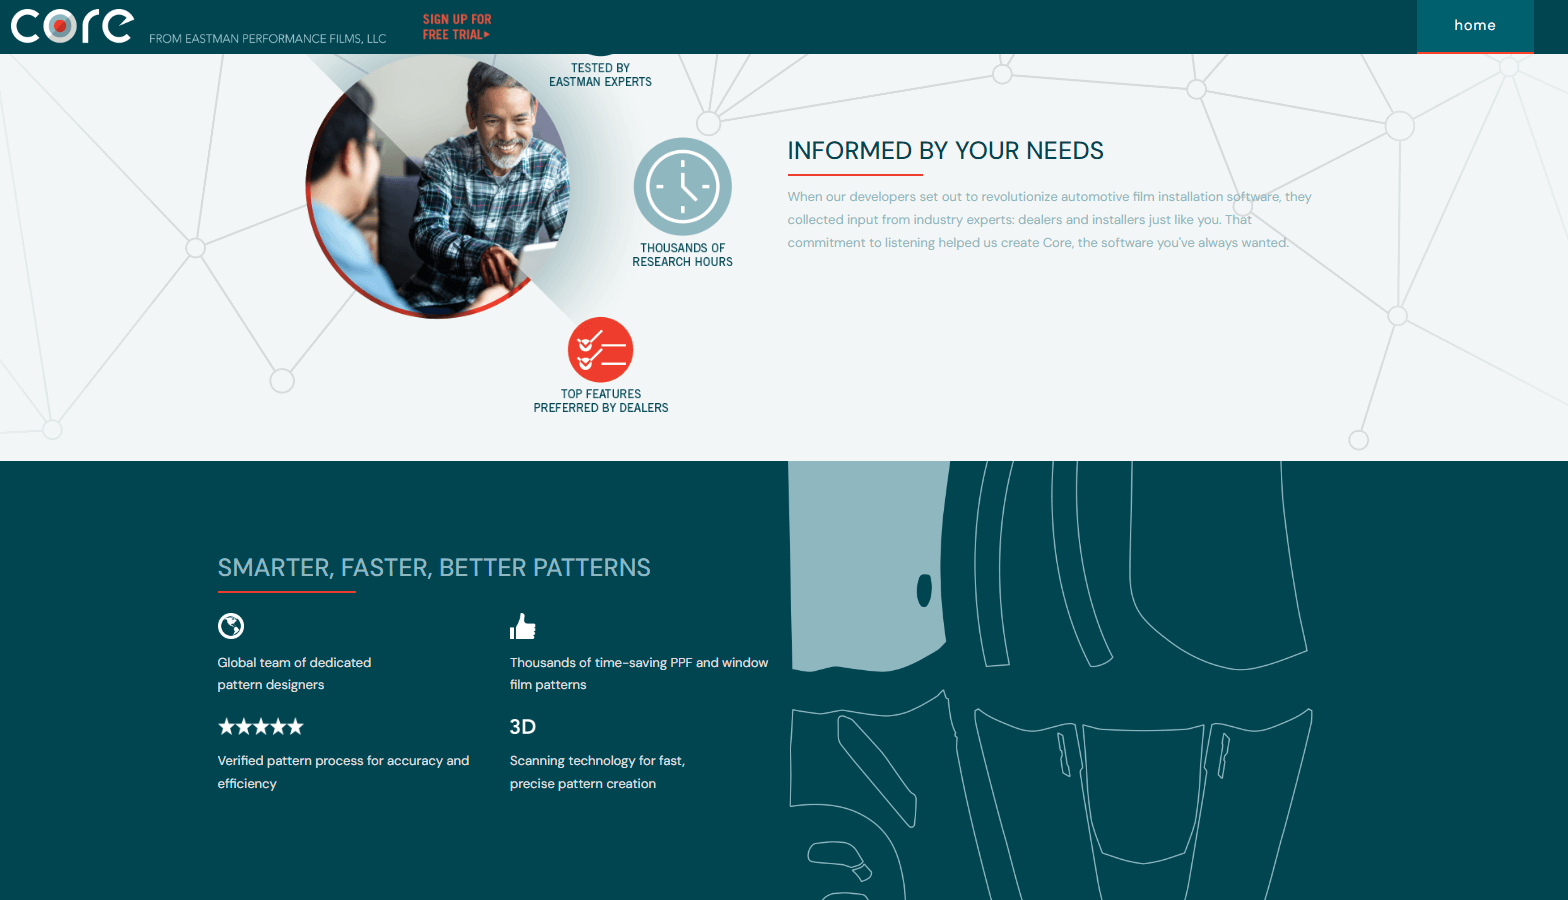 core FROM EASTMAN PERFORMANCE FILMS, LLC
SIGN UP FOR
FREE TRIAL
home
TESTED BY
EASTMAN EXPERTS
THOUSANDS OF
RESEARCH HOURS
TOP FEATURES
PREFERRED BY DEALERS
INFORMED BY YOUR NEEDS
When our developers set out to revolutionize automotive film installation software, they
collected input from industry experts: dealers and installers just like you. That
commitment to listening helped us create Core, the software you've always wanted.
SMARTER, FASTER, BETTER PATTERNS
Global team of dedicated
pattern designers
Thousands of time-saving PPF and window
film patterns
Verified pattern process for accuracy and
efficiency
3D
Scanning technology for fast,
precise pattern creation